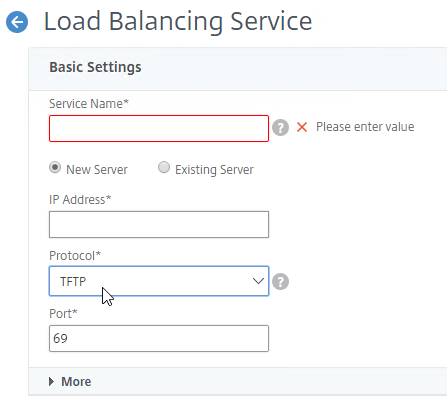 Load Balancing Service
Basic Settings
Service Name*
? Please enter value
New Server Existing Server
IP Address*
Protocol*
TFTP ?
Port*
69
More